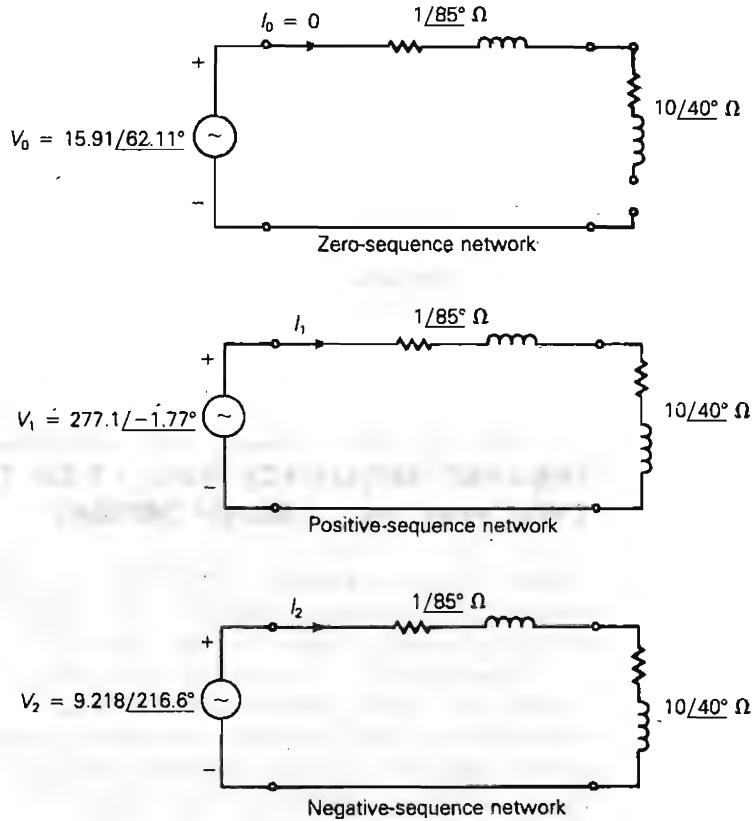 I₀ = 0
1/85° Ω
+
V₀ = 15.91/62.11°
~
10/40° Ω
−
Zero-sequence network
I₁
1/85° Ω
+
V₁ = 277.1/−1.77°
~
10/40° Ω
−
Positive-sequence network
I₂
1/85° Ω
+
V₂ = 9.218/216.6°
~
10/40° Ω
−
Negative-sequence network